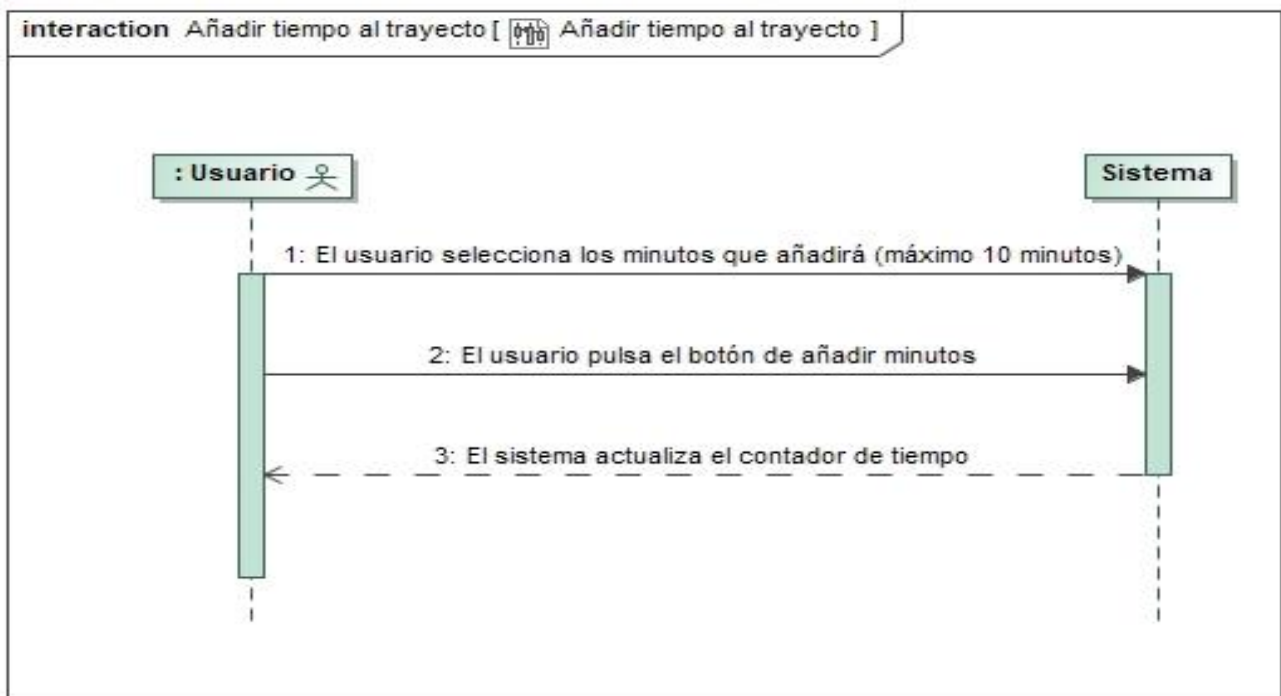 interaction Añadir tiempo al trayecto [ Añadir tiempo al trayecto ]
: Usuario
Sistema
1: El usuario selecciona los minutos que añadirá (máximo 10 minutos)
2: El usuario pulsa el botón de añadir minutos
3: El sistema actualiza el contador de tiempo